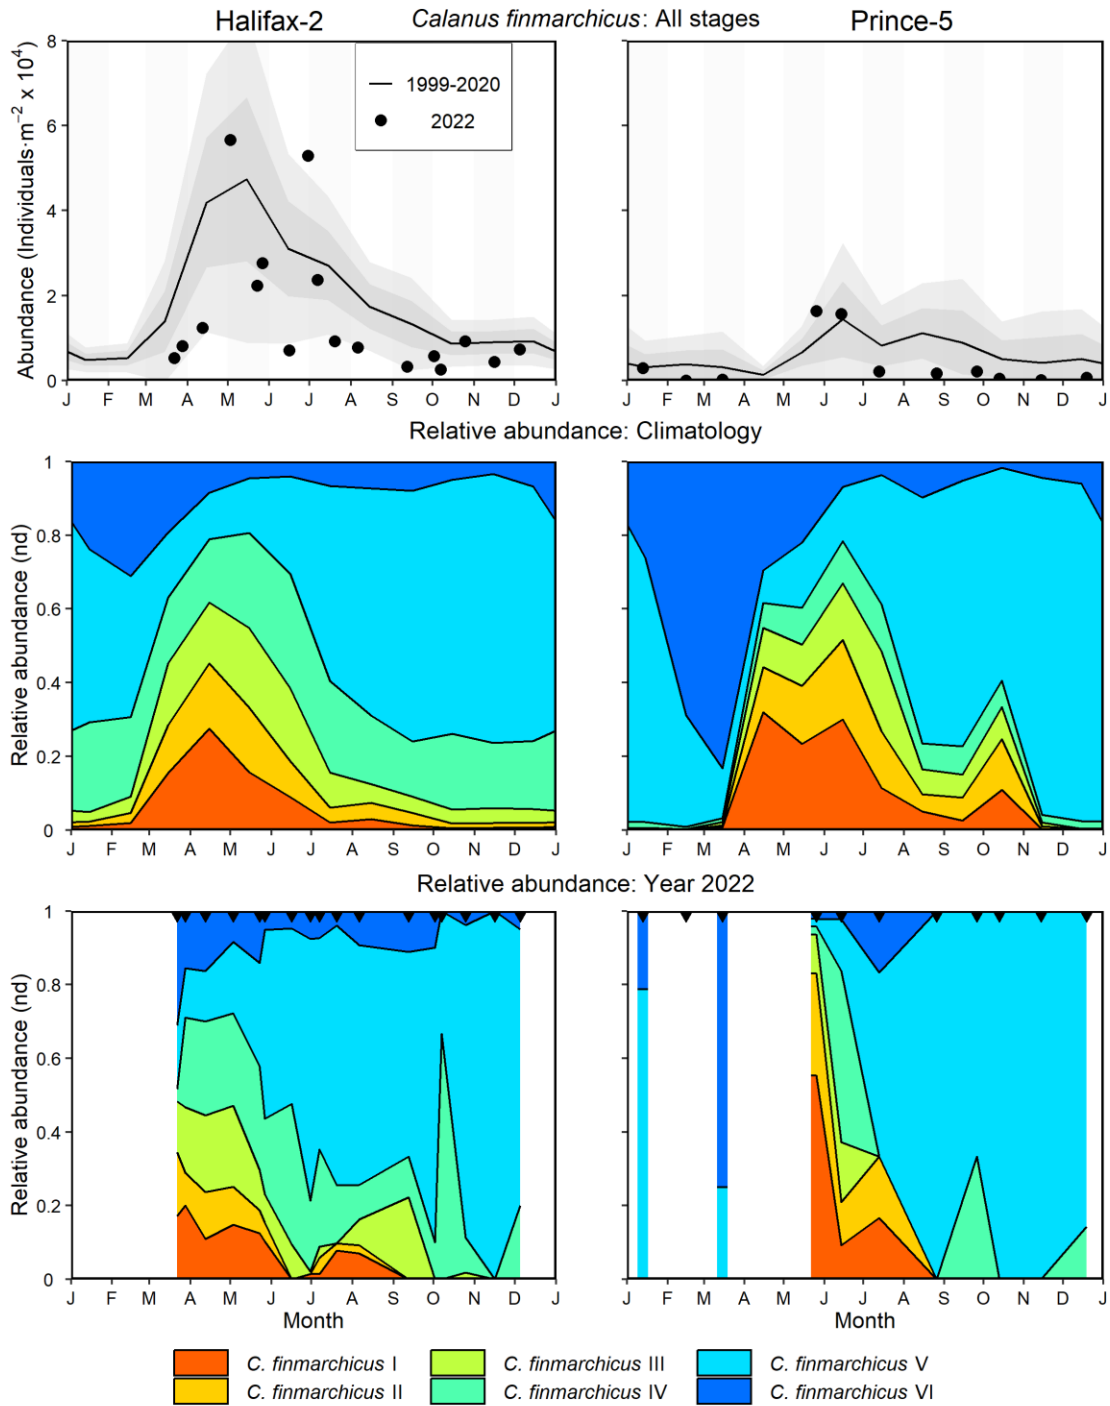 Halifax-2 Calanus finmarchicus: All stages Prince-5
Abundance (Individuals·m⁻² x 10⁴)
8
6
4
2
0
1999-2020
2022
J F M A M J J A S O N D J
J F M A M J J A S O N D J
Relative abundance: Climatology
Relative abundance (nd)
1
0.8
0.6
0.4
0.2
0
J F M A M J J A S O N D J
J F M A M J J A S O N D J
Relative abundance: Year 2022
Relative abundance (nd)
1
0.8
0.6
0.4
0.2
0
J F M A M J J A S O N D J
J F M A M J J A S O N D J
Month Month
C. finmarchicus I C. finmarchicus III C. finmarchicus V
C. finmarchicus II C. finmarchicus IV C. finmarchicus VI